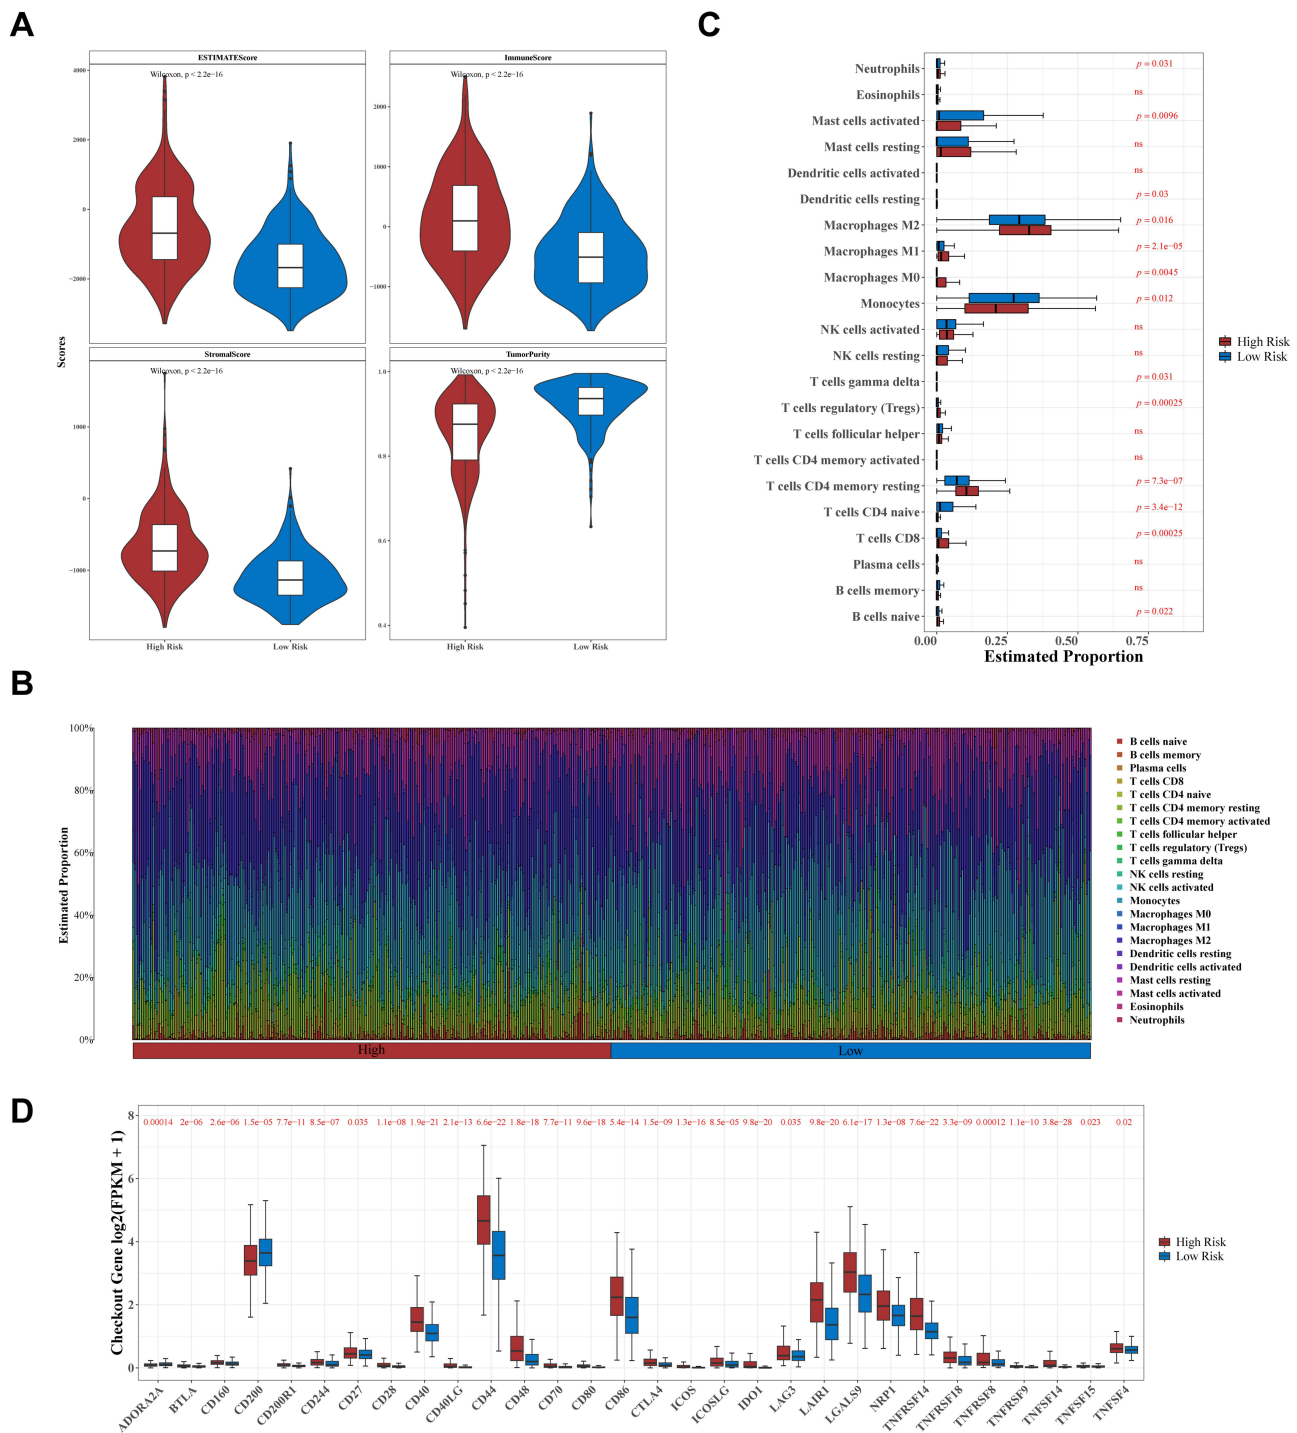 A
ESTIMATEScore
ImmuneScore
Wilcoxon, p < 2.2e−16
Wilcoxon, p < 2.2e−16
4000
2000
0
−2000
2000
1000
0
−1000
Scores
StromalScore
TumorPurity
Wilcoxon, p < 2.2e−16
Wilcoxon, p < 2.2e−16
1000
0
−1000
1.0
0.8
0.6
0.4
High Risk
Low Risk
High Risk
Low Risk
C
Neutrophils
p = 0.031
Eosinophils
ns
Mast cells activated
p = 0.0096
Mast cells resting
ns
Dendritic cells activated
ns
Dendritic cells resting
p = 0.03
Macrophages M2
p = 0.016
Macrophages M1
p = 2.1e−05
Macrophages M0
p = 0.0045
Monocytes
p = 0.012
NK cells activated
ns
NK cells resting
ns
T cells gamma delta
p = 0.031
T cells regulatory (Tregs)
p = 0.00025
T cells follicular helper
ns
T cells CD4 memory activated
ns
T cells CD4 memory resting
p = 7.3e−07
T cells CD4 naive
p = 3.4e−12
T cells CD8
p = 0.00025
Plasma cells
ns
B cells memory
ns
B cells naive
p = 0.022
0.00
0.25
0.50
0.75
Estimated Proportion
High Risk
Low Risk
B
100%
80%
60%
40%
20%
0%
Estimated Proportion
High
Low
B cells naive
B cells memory
Plasma cells
T cells CD8
T cells CD4 naive
T cells CD4 memory resting
T cells CD4 memory activated
T cells follicular helper
T cells regulatory (Tregs)
T cells gamma delta
NK cells resting
NK cells activated
Monocytes
Macrophages M0
Macrophages M1
Macrophages M2
Dendritic cells resting
Dendritic cells activated
Mast cells resting
Mast cells activated
Eosinophils
Neutrophils
D
Checkout Gene log2(FPKM + 1)
8
6
4
2
0
0.00014 2e−06 2.6e−06 1.5e−05 7.7e−11 8.5e−07 0.035 1.1e−08 1.9e−21 2.1e−13 6.6e−22 1.8e−18 7.7e−11 9.6e−18 5.4e−14 1.5e−09 1.3e−16 8.5e−05 9.8e−20 0.035 9.8e−20 6.1e−17 1.3e−08 7.6e−22 3.3e−09 0.00012 1.1e−10 3.8e−28 0.023 0.02
ADORA2A BTLA CD160 CD200 CD200R1 CD244 CD27 CD28 CD40 CD40LG CD44 CD48 CD70 CD80 CD86 CTLA4 ICOS ICOSLG IDO1 LAG3 LAIR1 LGALS9 NRP1 TNFRSF14 TNFRSF18 TNFRSF8 TNFRSF9 TNFSF14 TNFSF15 TNFSF4
High Risk
Low Risk